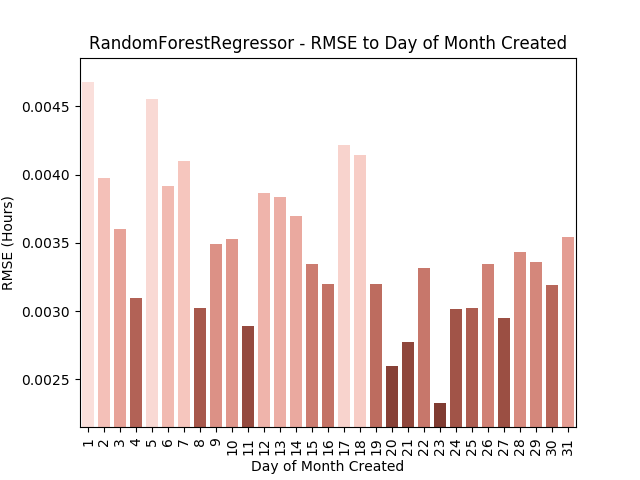 RandomForestRegressor - RMSE to Day of Month Created
0.0045
0.0040
0.0035
0.0030
0.0025
RMSE (Hours)
1 2 3 4 5 6 7 8 9 10 11 12 13 14 15 16 17 18 19 20 21 22 23 24 25 26 27 28 29 30 31
Day of Month Created